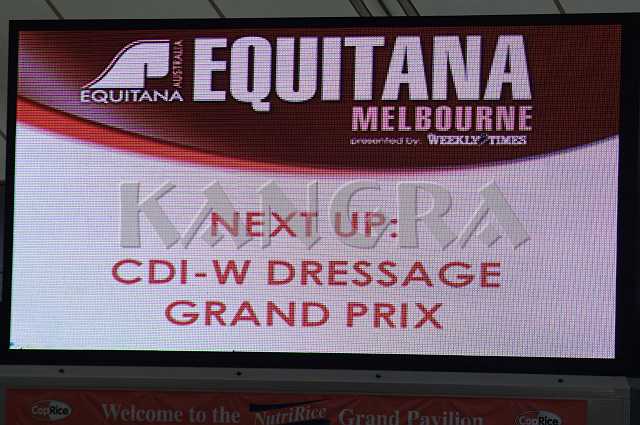 EQUITANA AUSTRALIA
EQUITANA
MELBOURNE
presented by: WEEKLY TIMES
KANGRA
NEXT UP:
CDI-W DRESSAGE
GRAND PRIX
CopRice Welcome to the NutriRice Grand Pavilion CopRice